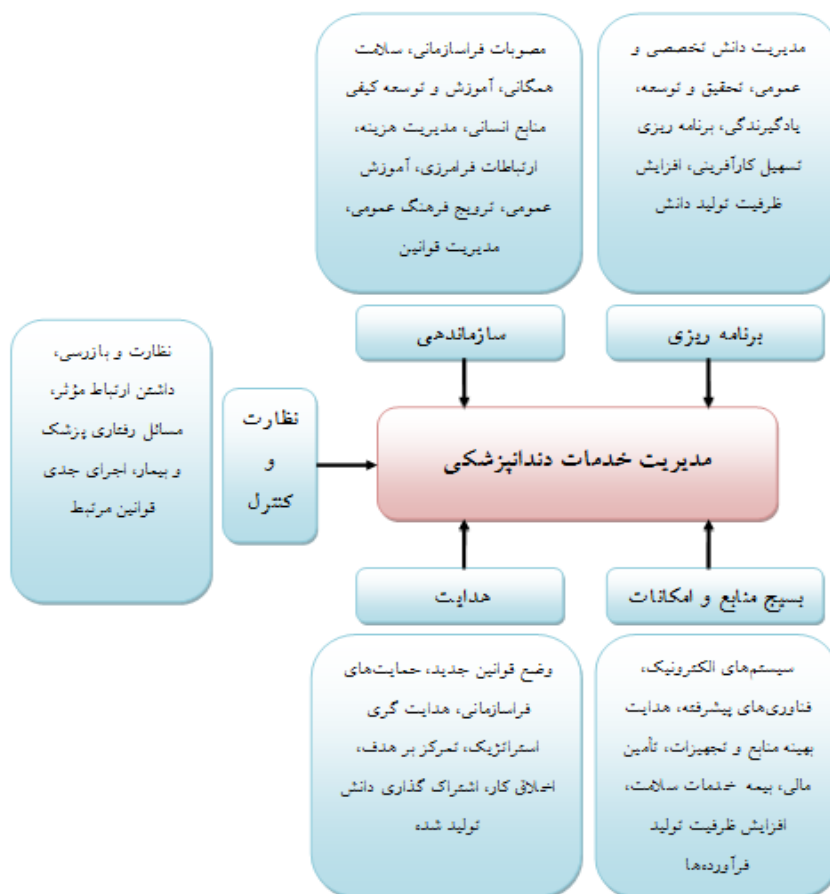 مدیریت دانش تخصصی و
عمومی، تحقیق و توسعه،
یادگیرندگی، برنامه ریزی
تسهیل کارآفرینی، افزایش
ظرفیت تولید دانش
برنامه ریزی
مصوبات فراسازمانی، سلامت
همگانی، آموزش و توسعه کیفی
منابع انسانی، مدیریت هزینه،
ارتباطات فرامرزی، آموزش
عمومی، ترویج فرهنگ عمومی،
مدیریت قوانین
سازماندهی
مدیریت خدمات دندانپزشکی
نظارت
و
کنترل
نظارت و بازرسی،
داشتن ارتباط مؤثر،
مسائل رفتاری پزشک
و بیمار، اجرای جدی
قوانین مرتبط
بسیج منابع و امکانات
سیستم‌های الکترونیک،
فناوری‌های پیشرفته، هدایت
بهینه منابع و تجهیزات، تأمین
مالی، بیمه خدمات سلامت،
افزایش ظرفیت تولید
فرآورده‌ها
هدایت
وضع قوانین جدید، حمایت‌های
فراسازمانی، هدایت گری
استراتژیک، تمرکز بر هدف،
اخلاق کار، اشتراک گذاری دانش
تولید شده